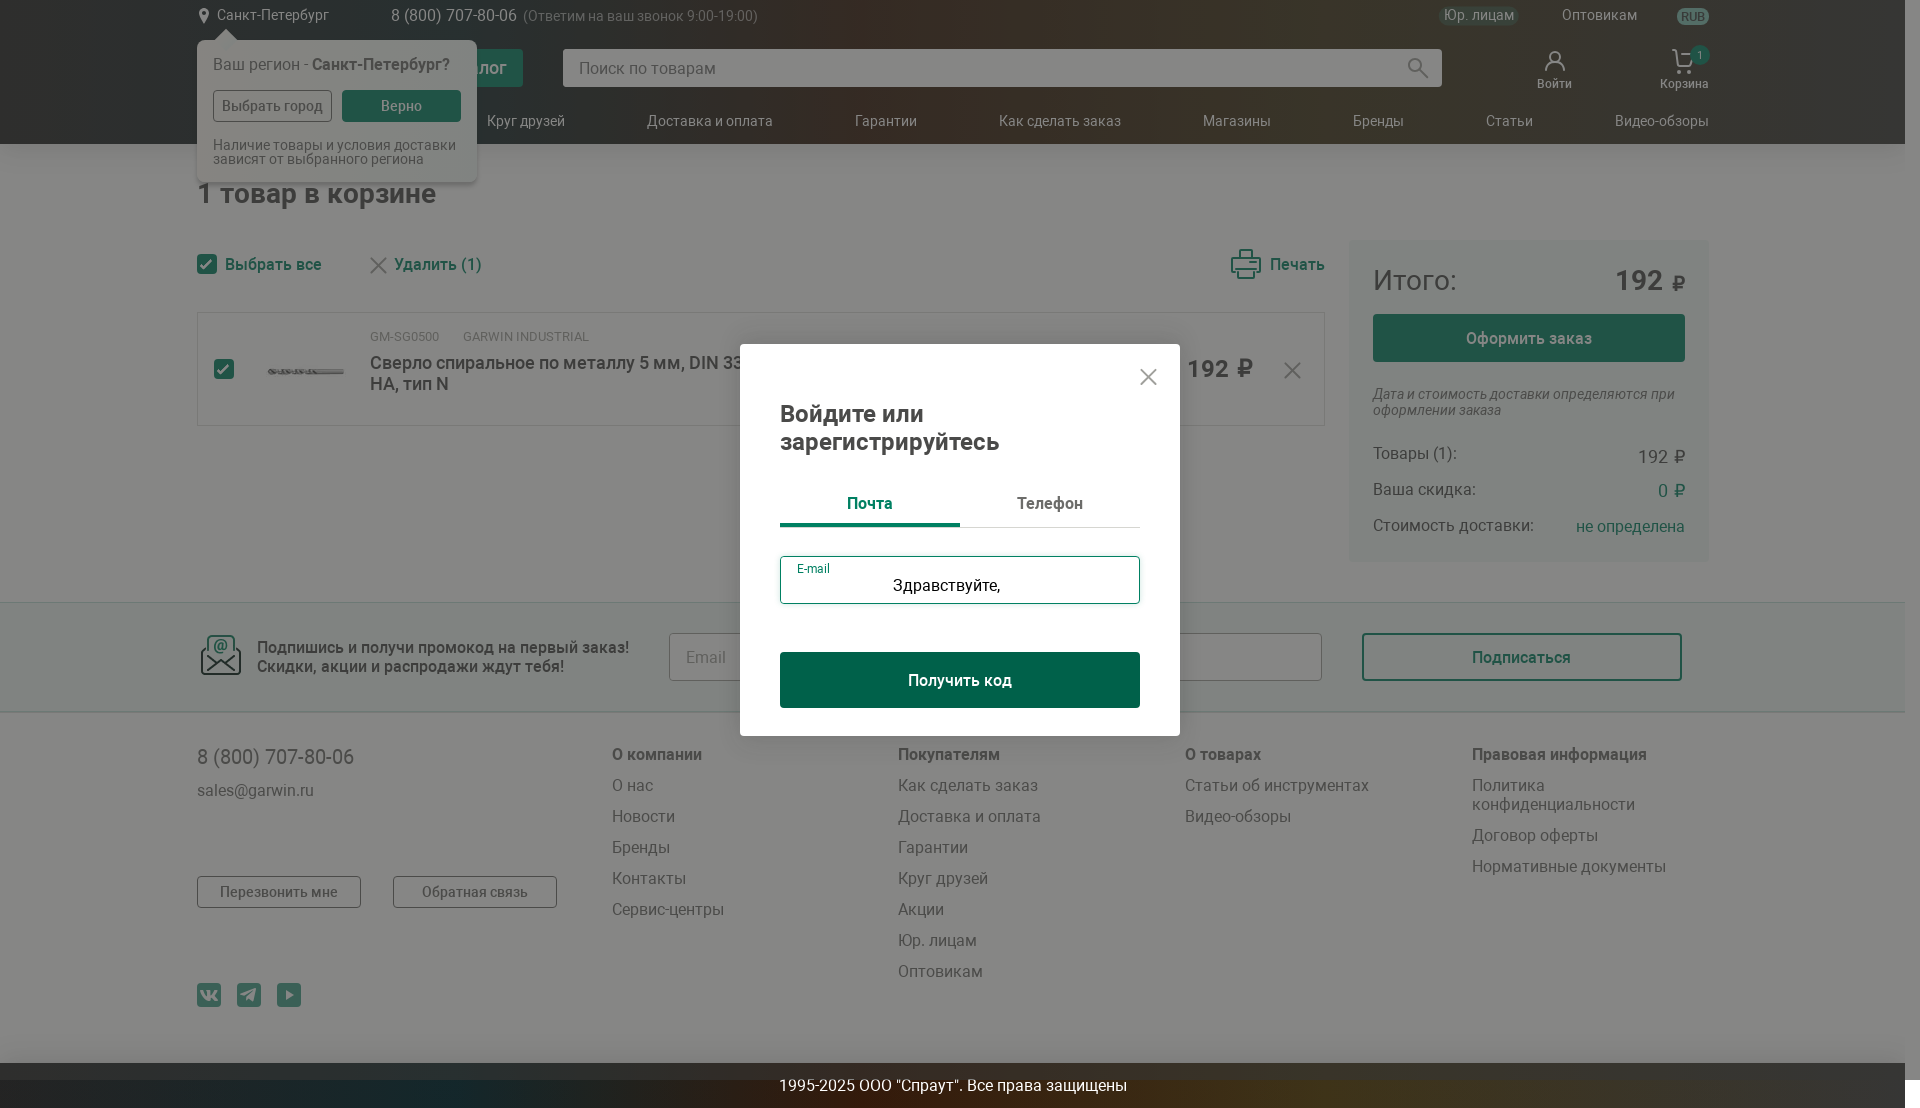 Санкт-Петербург
8 (800) 707-80-06 (Ответим на ваш звонок 9:00-19:00)
Юр. лицам
Оптовикам
RUB
Ваш регион - Санкт-Петербург?
Выбрать город
Верно
Наличие товары и условия доставки
зависят от выбранного региона
Поиск по товарам
Войти
1
Корзина
Круг друзей
Доставка и оплата
Гарантии
Как сделать заказ
Магазины
Бренды
Статьи
Видео-обзоры
1 товар в корзине
Выбрать все
Удалить (1)
Печать
GM-SG0500
GARWIN INDUSTRIAL
Сверло спиральное по металлу 5 мм, DIN
НА, тип N
192 ₽
Итого:
192 ₽
Оформить заказ
Дата и стоимость доставки определяются при
оформлении заказа
Товары (1):
192 ₽
Ваша скидка:
0 ₽
Стоимость доставки:
не определена
Войдите или
зарегистрируйтесь
Почта
Телефон
E-mail
Здравствуйте,
Получить код
Подпишись и получи промокод на первый заказ!
Скидки, акции и распродажи ждут тебя!
Email
Подписаться
8 (800) 707-80-06
sales@garwin.ru
Перезвонить мне
Обратная связь
О компании
О нас
Новости
Бренды
Контакты
Сервис-центры
Покупателям
Как сделать заказ
Доставка и оплата
Гарантии
Круг друзей
Акции
Юр. лицам
Оптовикам
О товарах
Статьи об инструментах
Видео-обзоры
Правовая информация
Политика
конфиденциальности
Договор оферты
Нормативные документы
1995-2025 ООО "Спраут". Все права защищены